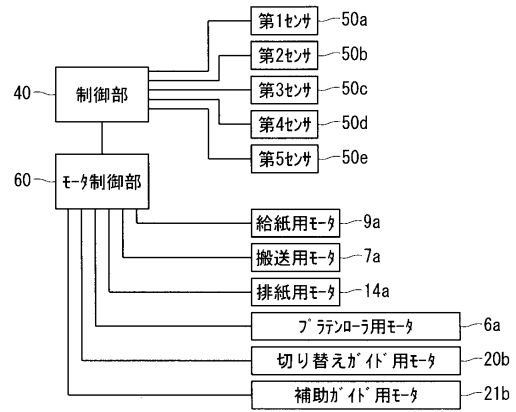 第1ｾﾝｻ 50a
第2ｾﾝｻ 50b
40 制御部 第3ｾﾝｻ 50c
第4ｾﾝｻ 50d
第5ｾﾝｻ 50e
60 ﾓｰﾀ制御部
給紙用ﾓｰﾀ 9a
搬送用ﾓｰﾀ 7a
排紙用ﾓｰﾀ 14a
ﾌﾟﾗﾃﾝﾛｰﾗ用ﾓｰﾀ 6a
切り替えｶﾞｲﾄﾞ用ﾓｰﾀ 20b
補助ｶﾞｲﾄﾞ用ﾓｰﾀ 21b